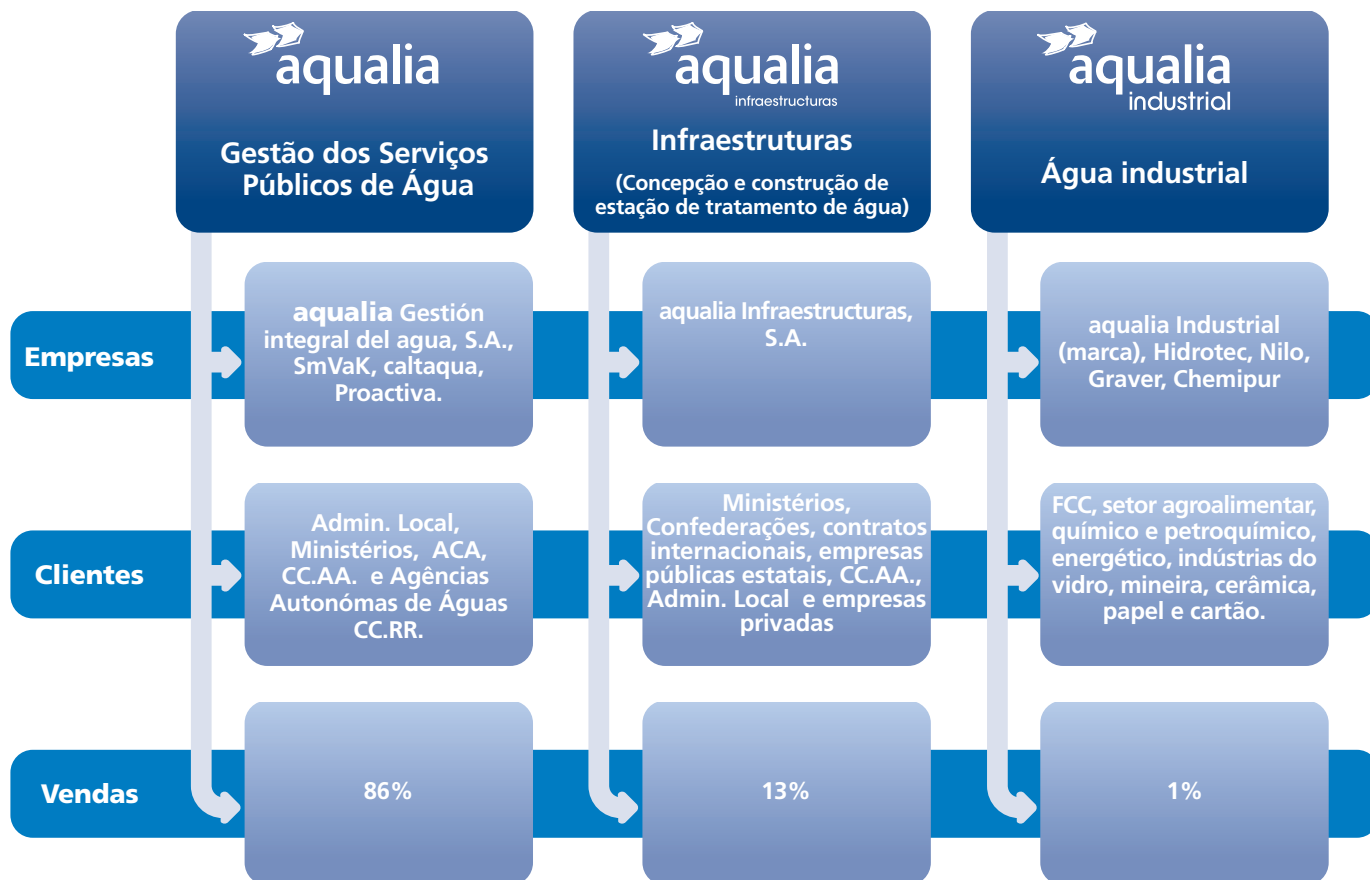 aqualia
Gestão dos Serviços
Públicos de Água
aqualia
infraestructuras
Infraestruturas
(Concepção e construção de
estação de tratamento de água)
aqualia
industrial
Água industrial
Empresas
aqualia Gestión
integral del agua, S.A.,
SmVaK, caltaqua,
Proactiva.
aqualia Infraestructuras,
S.A.
aqualia Industrial
(marca), Hidrotec, Nilo,
Graver, Chemipur
Clientes
Admin. Local,
Ministérios, ACA,
CC.AA. e Agências
Autonómas de Águas
CC.RR.
Ministérios,
Confederações, contratos
internacionais, empresas
públicas estatais, CC.AA.,
Admin. Local e empresas
privadas
FCC, setor agroalimentar,
químico e petroquímico,
energético, indústrias do
vidro, mineira, cerâmica,
papel e cartão.
Vendas
86%
13%
1%